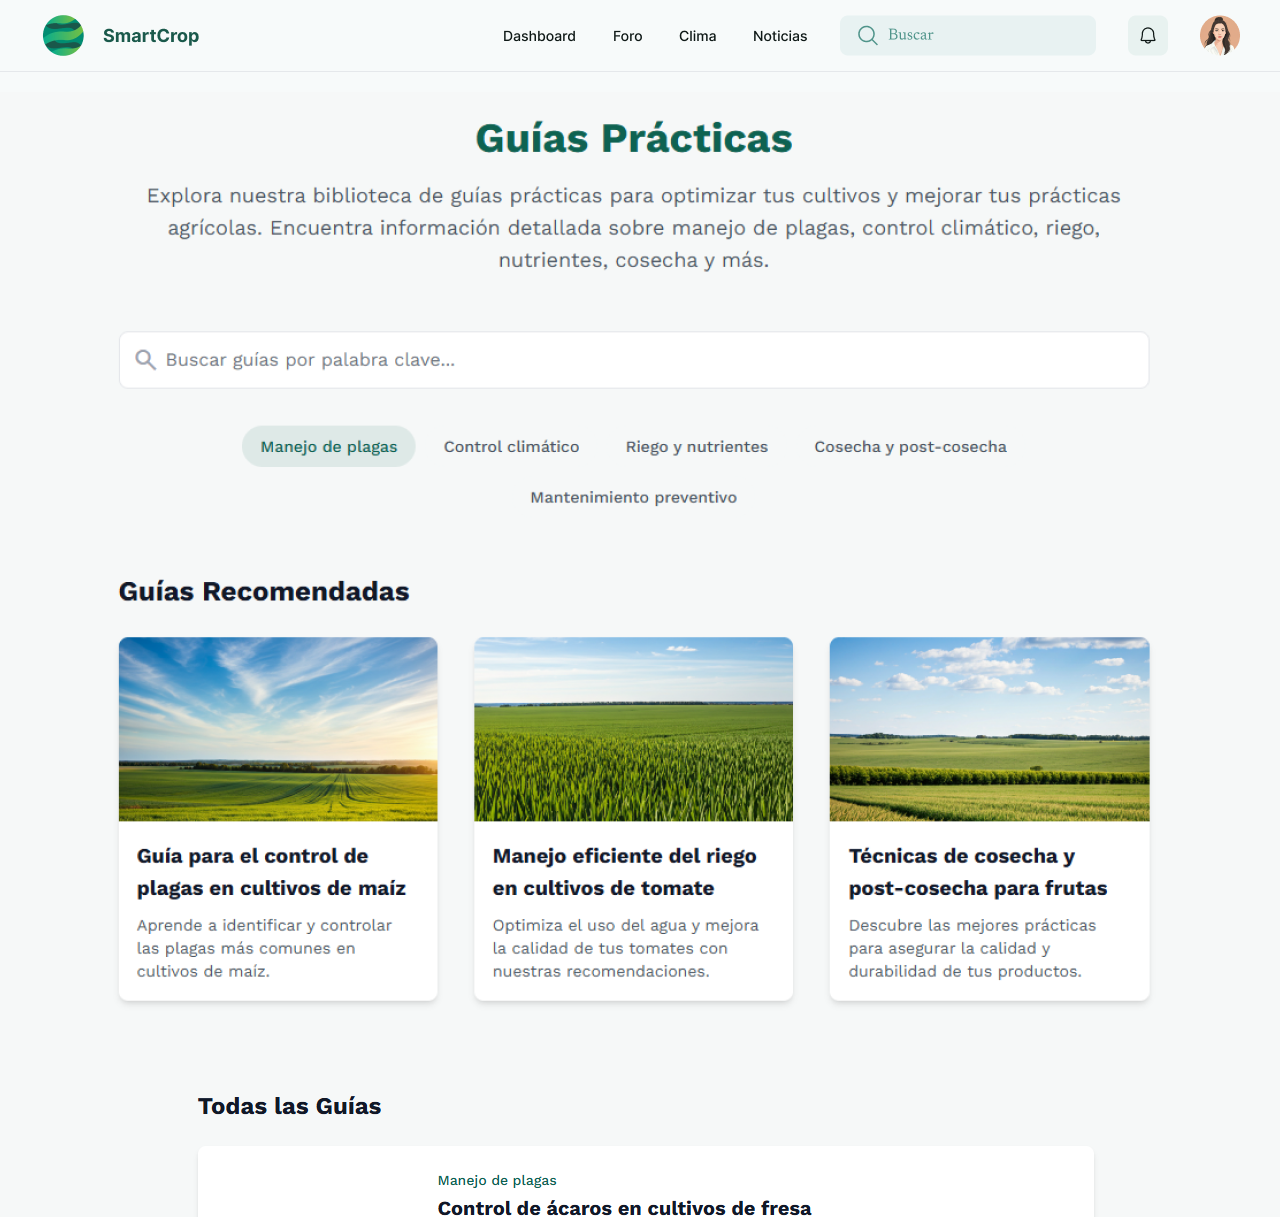 SmartCrop
Dashboard
Foro
Clima
Noticias
Buscar
Guías Prácticas
Explora nuestra biblioteca de guías prácticas para optimizar tus cultivos y mejorar tus prácticas
agrícolas. Encuentra información detallada sobre manejo de plagas, control climático, riego,
nutrientes, cosecha y más.
Buscar guías por palabra clave...
Manejo de plagas
Control climático
Riego y nutrientes
Cosecha y post-cosecha
Mantenimiento preventivo
Guías Recomendadas
Guía para el control de
plagas en cultivos de maíz
Aprende a identificar y controlar
las plagas más comunes en
cultivos de maíz.
Manejo eficiente del riego
en cultivos de tomate
Optimiza el uso del agua y mejora
la calidad de tus tomates con
nuestras recomendaciones.
Técnicas de cosecha y
post-cosecha para frutas
Descubre las mejores prácticas
para asegurar la calidad y
durabilidad de tus productos.
Todas las Guías
Manejo de plagas
Control de ácaros en cultivos de fresa